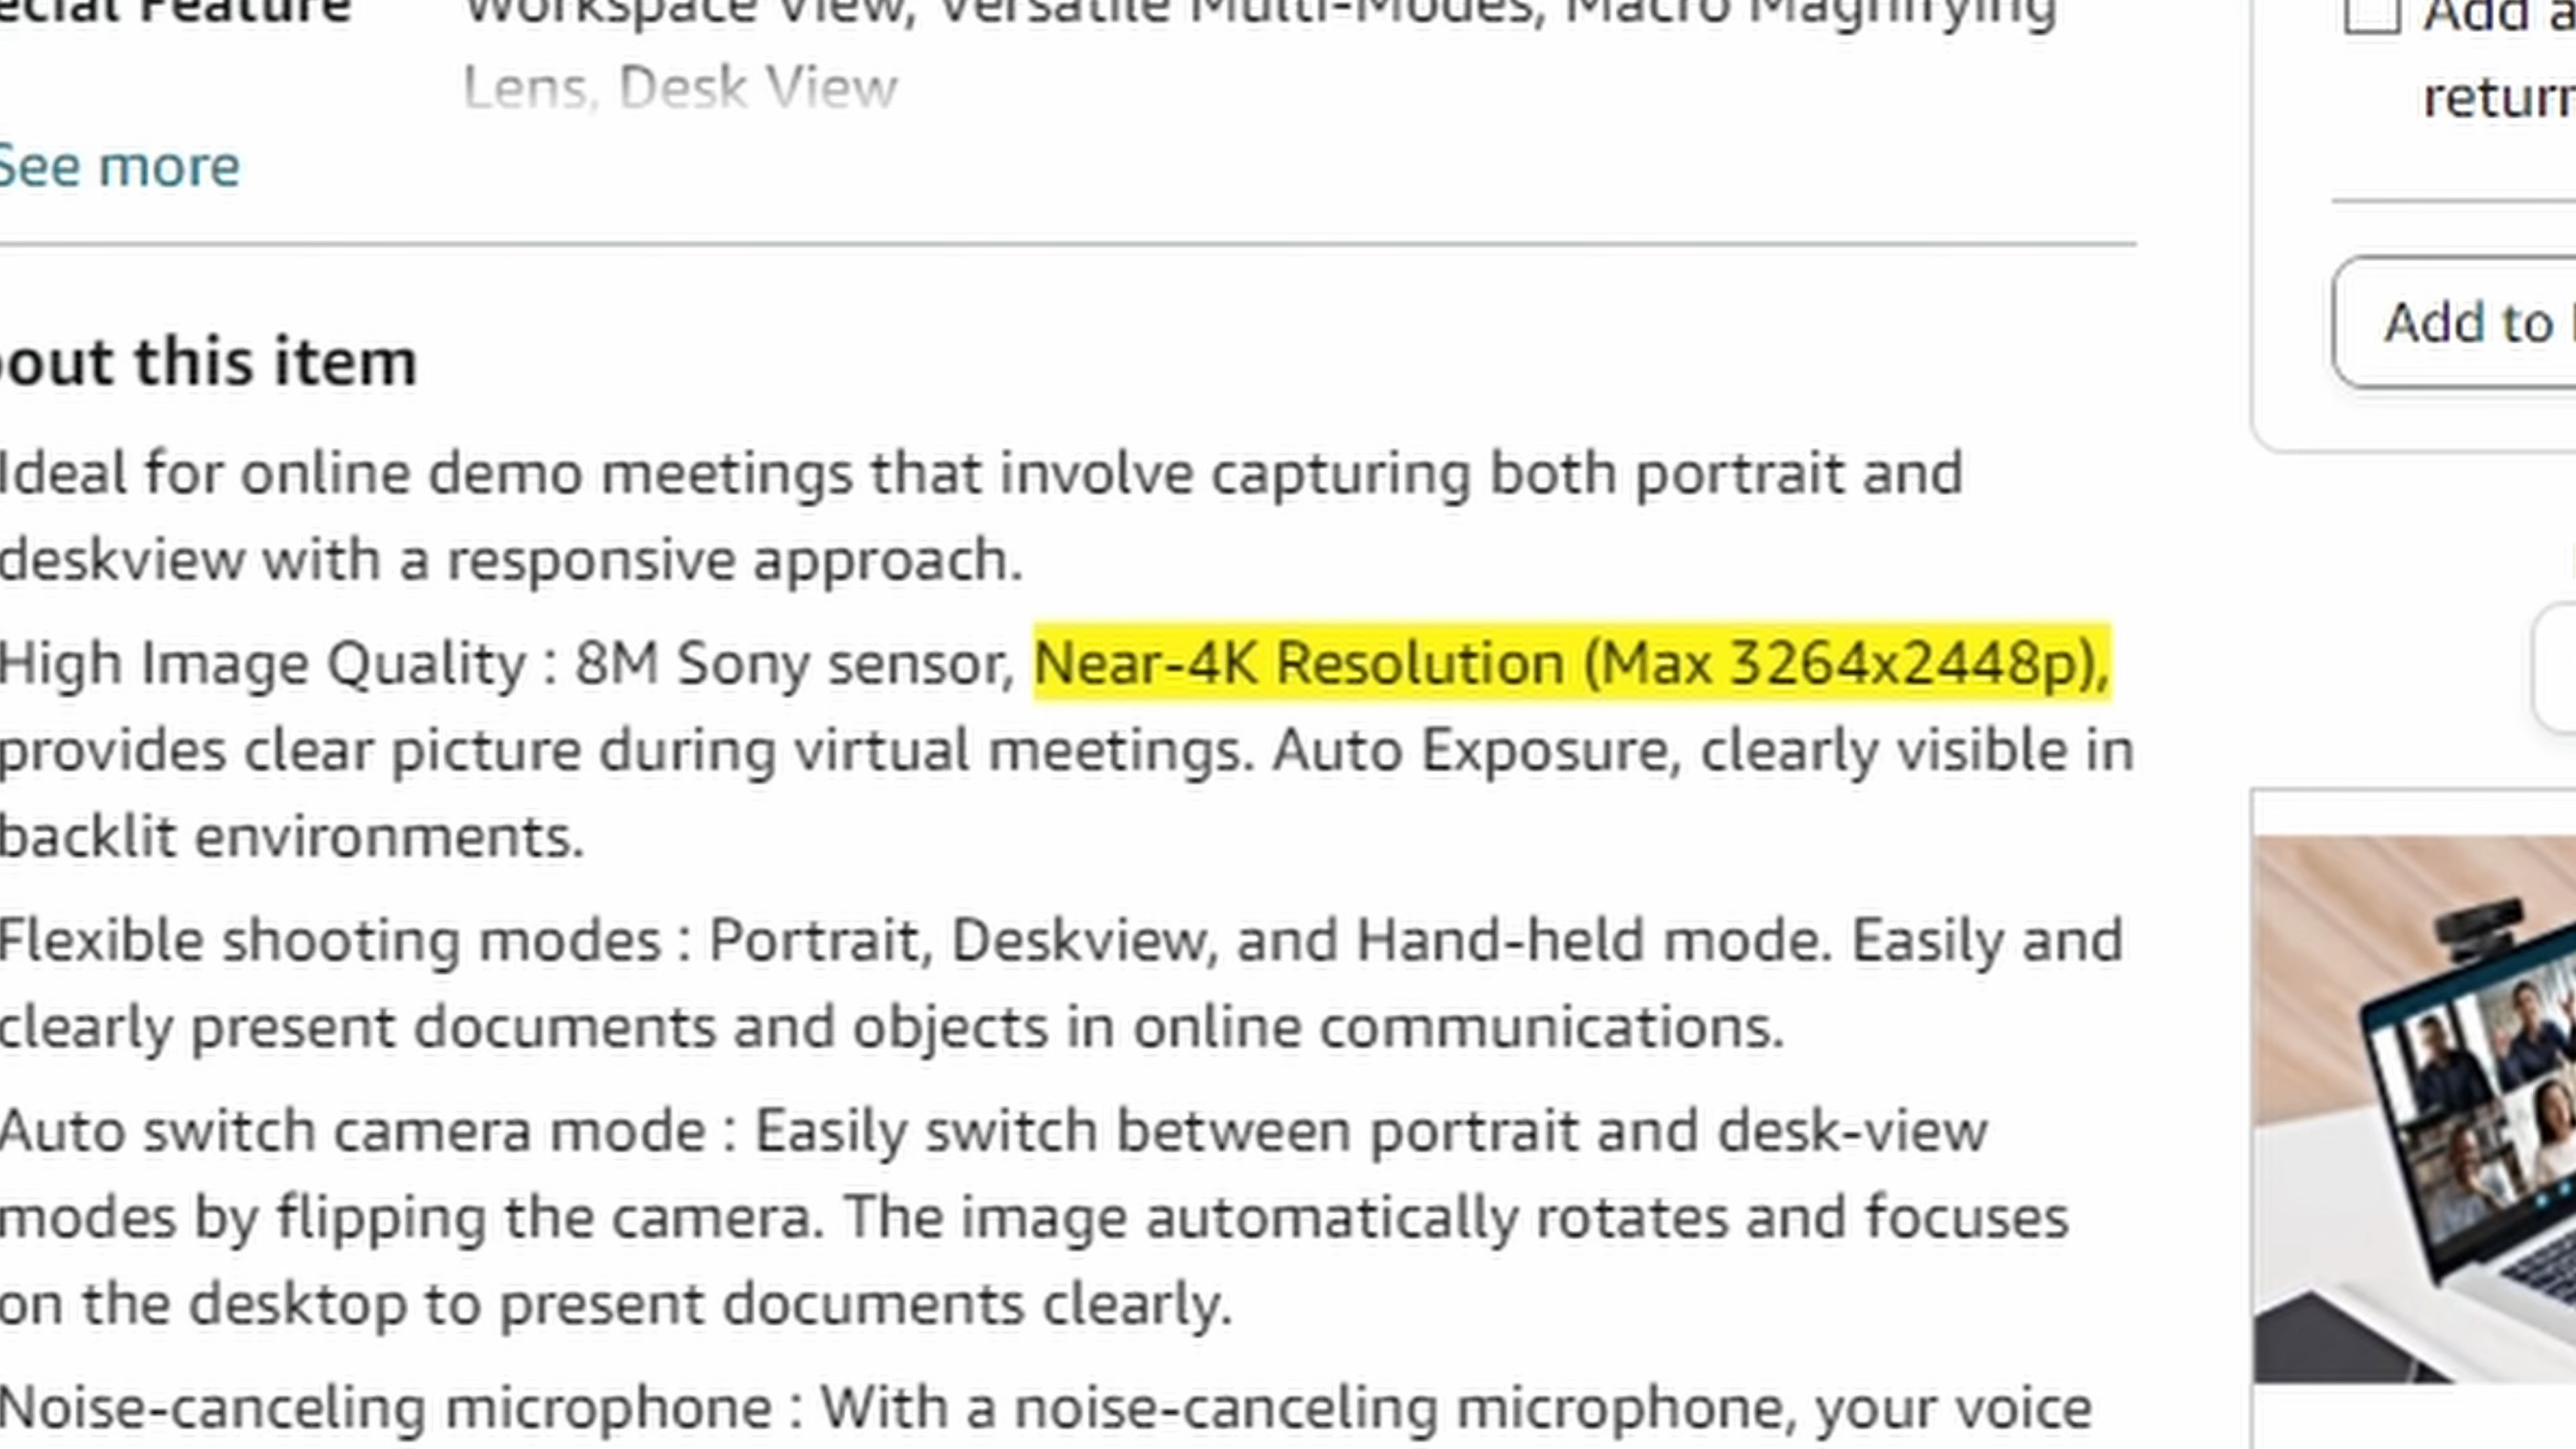 ecial Feature
Workspace View, Versatile Multi-Modes, Macro Magnifying
Lens, Desk View
See more
out this item
Ideal for online demo meetings that involve capturing both portrait and
deskview with a responsive approach.
High Image Quality : 8M Sony sensor, Near-4K Resolution (Max 3264x2448p),
provides clear picture during virtual meetings. Auto Exposure, clearly visible in
backlit environments.
Flexible shooting modes : Portrait, Deskview, and Hand-held mode. Easily and
clearly present documents and objects in online communications.
Auto switch camera mode : Easily switch between portrait and desk-view
modes by flipping the camera. The image automatically rotates and focuses
on the desktop to present documents clearly.
Noise-canceling microphone : With a noise-canceling microphone, your voice
Add a
return
Add to